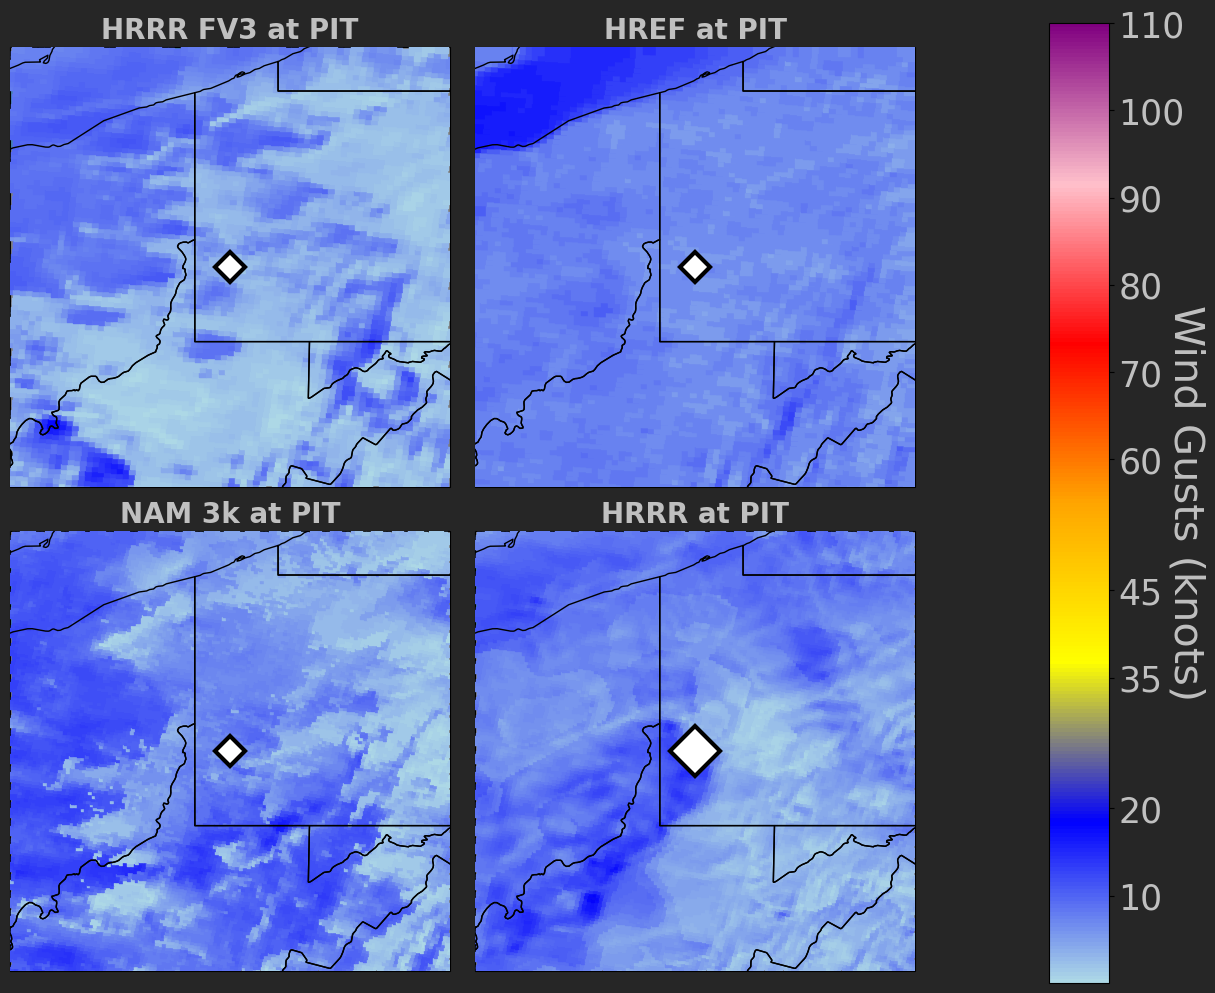 HRRR FV3 at PIT
HREF at PIT
NAM 3k at PIT
HRRR at PIT
110
100
90
80
70
60
45
35
20
10
Wind Gusts (knots)